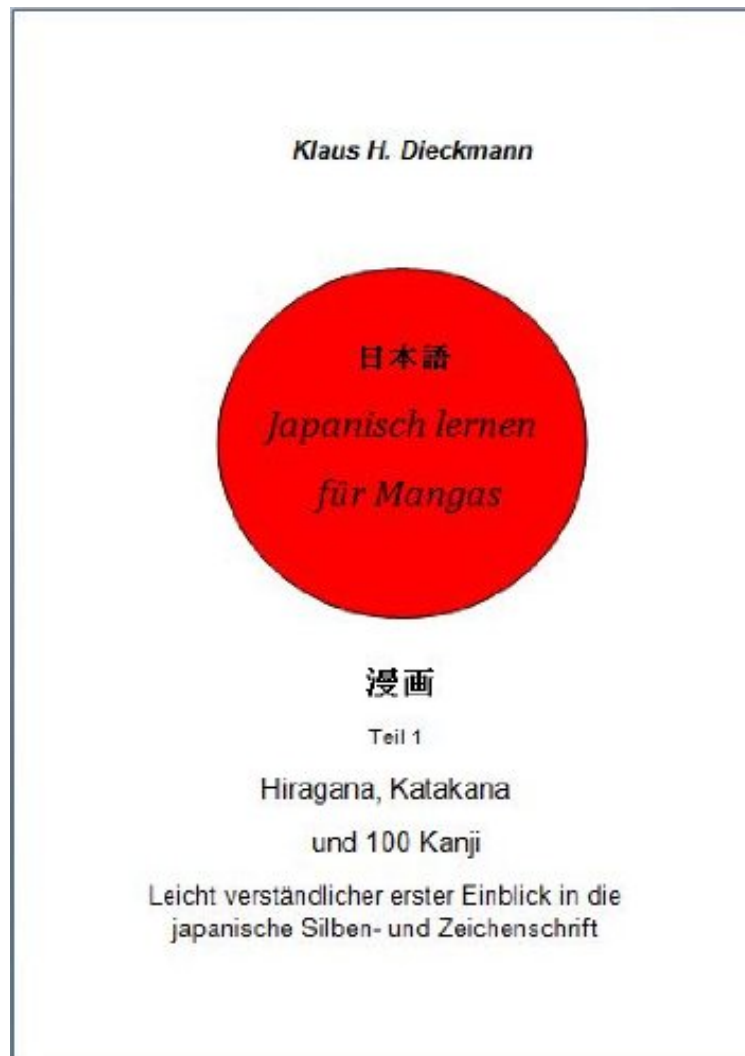 Klaus H. Dieckmann
日本語
Japanisch lernen
für Mangas
漫画
Teil 1
Hiragana, Katakana
und 100 Kanji
Leicht verständlicher erster Einblick in die
japanische Silben- und Zeichenschrift